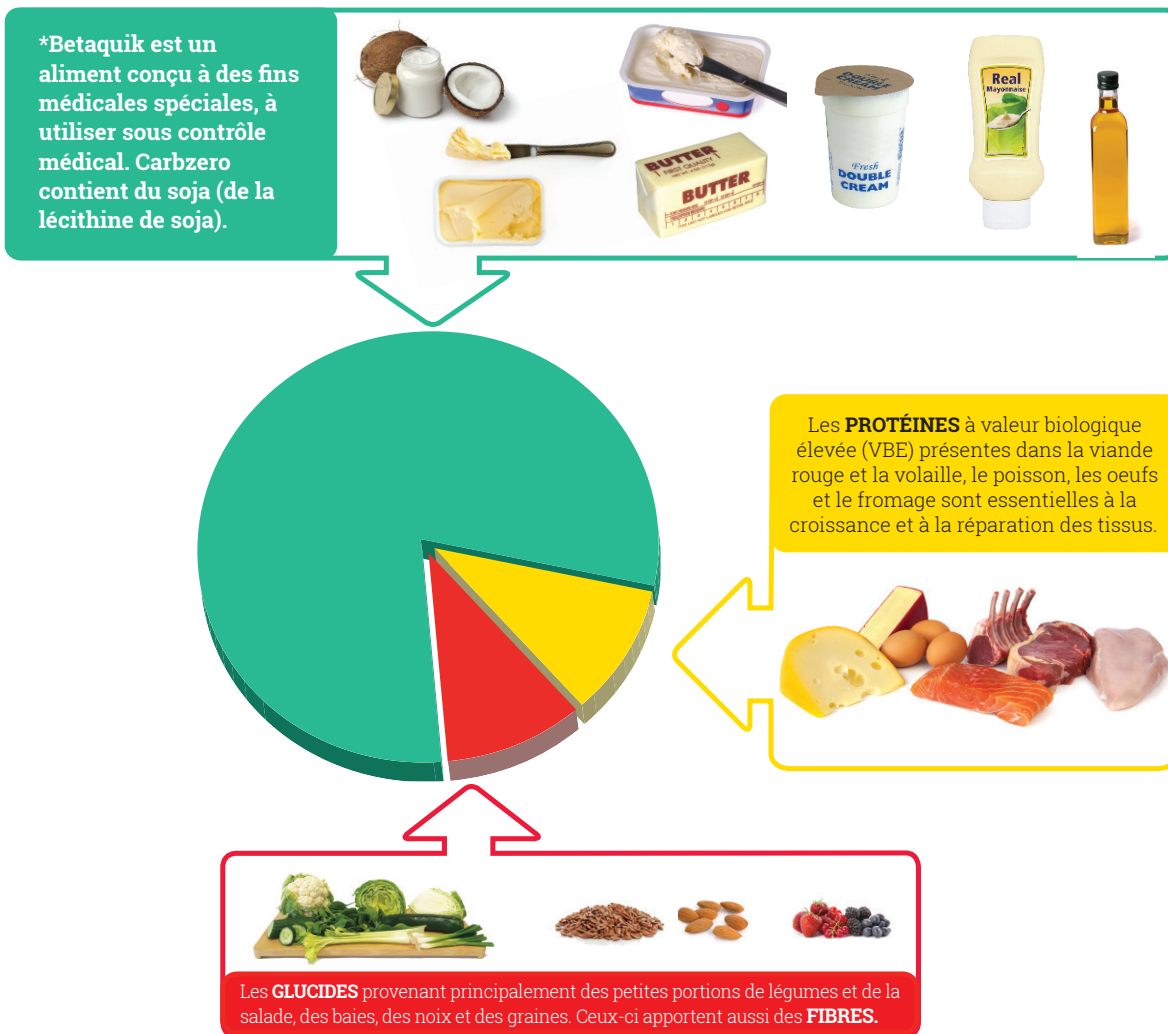 *Betaquik est un
aliment conçu à des fins
médicales spéciales, à
utiliser sous contrôle
médical. Carbzero
contient du soja (de la
lécithine de soja).
BUTTER
FIRST QUALITY
BUTTER
DOUBLE
CREAM
Fresh
DOUBLE
CREAM
Real
Mayonnaise
Les PROTÉINES à valeur biologique
élevée (VBE) présentes dans la viande
rouge et la volaille, le poisson, les oeufs
et le fromage sont essentielles à la
croissance et à la réparation des tissus.
Les GLUCIDES provenant principalement des petites portions de légumes et de la
salade, des baies, des noix et des graines. Ceux-ci apportent aussi des FIBRES.